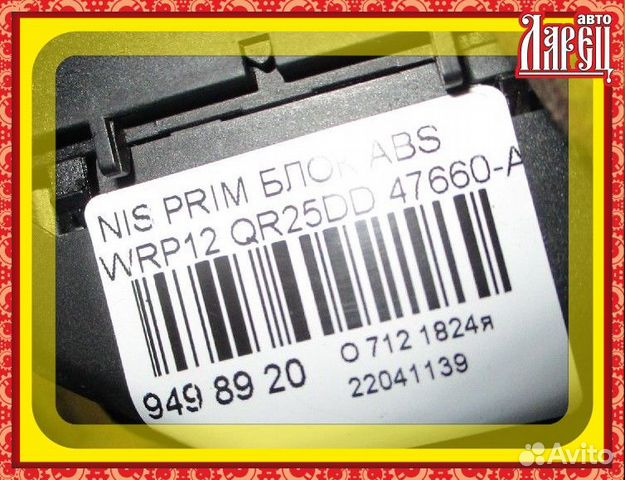 авто
ЛАРЕЦ
NIS PRIM БЛОК ABS
WRP12 QR25DD 47660-A
949 89 20
О 712 1824я
22041139
Avito